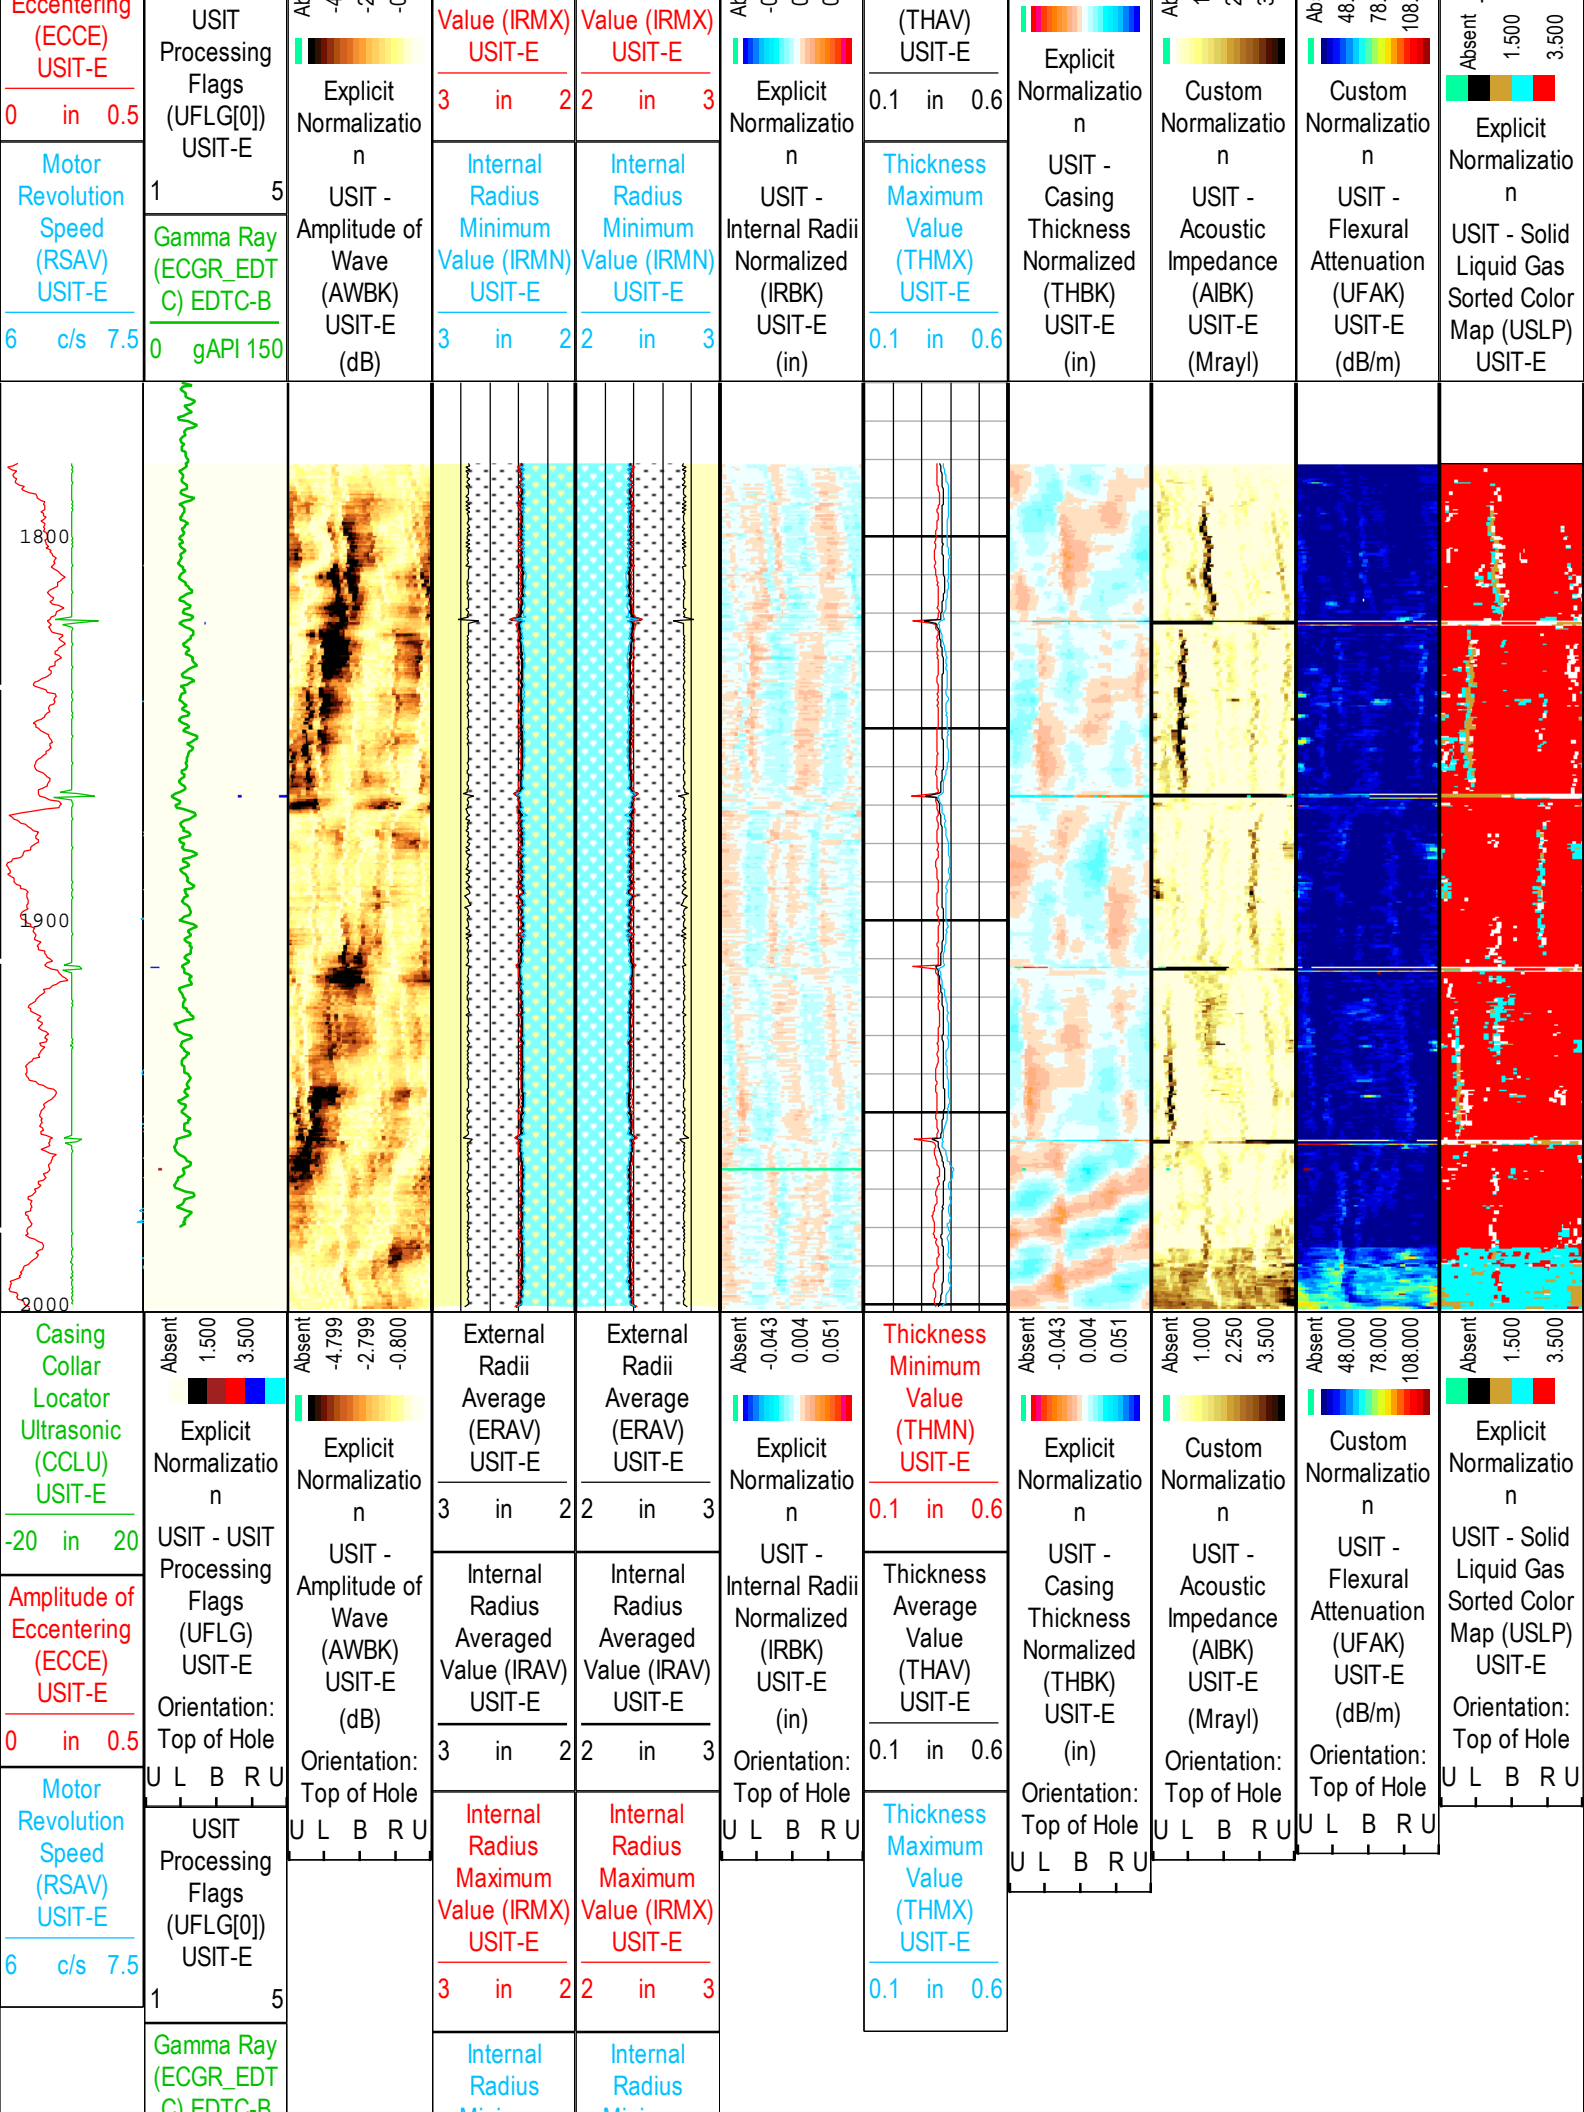 Eccentering
(ECCE)
USIT-E
0 in 0.5
Motor
Revolution
Speed
(RSAV)
USIT-E
6 c/s 7.5
USIT
Processing
Flags
(UFLG[0])
USIT-E
1 5
Gamma Ray
(ECGR_EDT
C) EDTC-B
0 gAPI 150
Explicit
Normalizatio
n
USIT -
Amplitude of
Wave
(AWBK)
USIT-E
(dB)
Value (IRMX)
USIT-E
3 in 2
Internal
Radius
Minimum
Value (IRMN)
USIT-E
3 in 2
Value (IRMX)
USIT-E
2 in 3
Internal
Radius
Minimum
Value (IRMN)
USIT-E
2 in 3
Explicit
Normalizatio
n
USIT -
Internal Radii
Normalized
(IRBK)
USIT-E
(in)
(THAV)
USIT-E
0.1 in 0.6
Thickness
Maximum
Value
(THMX)
USIT-E
0.1 in 0.6
Explicit
Normalizatio
n
USIT -
Casing
Thickness
Normalized
(THBK)
USIT-E
(in)
Custom
Normalizatio
n
USIT -
Acoustic
Impedance
(AIBK)
USIT-E
(Mrayl)
Custom
Normalizatio
n
USIT -
Flexural
Attenuation
(UFAK)
USIT-E
(dB/m)
Absent
1.500
3.500
Explicit
Normalizatio
n
USIT - Solid
Liquid Gas
Sorted Color
Map (USLP)
USIT-E
1800
1900
2000
Casing
Collar
Locator
Ultrasonic
(CCLU)
USIT-E
-20 in 20
Amplitude of
Eccentering
(ECCE)
USIT-E
0 in 0.5
Motor
Revolution
Speed
(RSAV)
USIT-E
6 c/s 7.5
Absent
1.500
3.500
Explicit
Normalizatio
n
USIT - USIT
Processing
Flags
(UFLG)
USIT-E
Orientation:
Top of Hole
U L B R U
USIT
Processing
Flags
(UFLG[0])
USIT-E
1 5
Gamma Ray
(ECGR_EDT
C) EDTC-B
Absent
-4.799
-2.799
-0.800
Explicit
Normalizatio
n
USIT -
Amplitude of
Wave
(AWBK)
USIT-E
(dB)
Orientation:
Top of Hole
U L B R U
External
Radii
Average
(ERAV)
USIT-E
3 in 2
Internal
Radius
Averaged
Value (IRAV)
USIT-E
3 in 2
Internal
Radius
Maximum
Value (IRMX)
USIT-E
3 in 2
Internal
Radius
External
Radii
Average
(ERAV)
USIT-E
2 in 3
Internal
Radius
Averaged
Value (IRAV)
USIT-E
2 in 3
Internal
Radius
Maximum
Value (IRMX)
USIT-E
2 in 3
Internal
Radius
Absent
-0.043
0.004
0.051
Explicit
Normalizatio
n
USIT -
Internal Radii
Normalized
(IRBK)
USIT-E
(in)
Orientation:
Top of Hole
U L B R U
Thickness
Minimum
Value
(THMN)
USIT-E
0.1 in 0.6
Thickness
Average
Value
(THAV)
USIT-E
0.1 in 0.6
Thickness
Maximum
Value
(THMX)
USIT-E
0.1 in 0.6
Absent
-0.043
0.004
0.051
Explicit
Normalizatio
n
USIT -
Casing
Thickness
Normalized
(THBK)
USIT-E
(in)
Orientation:
Top of Hole
U L B R U
Absent
1.000
2.250
3.500
Custom
Normalizatio
n
USIT -
Acoustic
Impedance
(AIBK)
USIT-E
(Mrayl)
Orientation:
Top of Hole
U L B R U
Absent
48.000
78.000
108.000
Custom
Normalizatio
n
USIT -
Flexural
Attenuation
(UFAK)
USIT-E
(dB/m)
Orientation:
Top of Hole
U L B R U
Absent
1.500
3.500
Explicit
Normalizatio
n
USIT - Solid
Liquid Gas
Sorted Color
Map (USLP)
USIT-E
Orientation:
Top of Hole
U L B R U